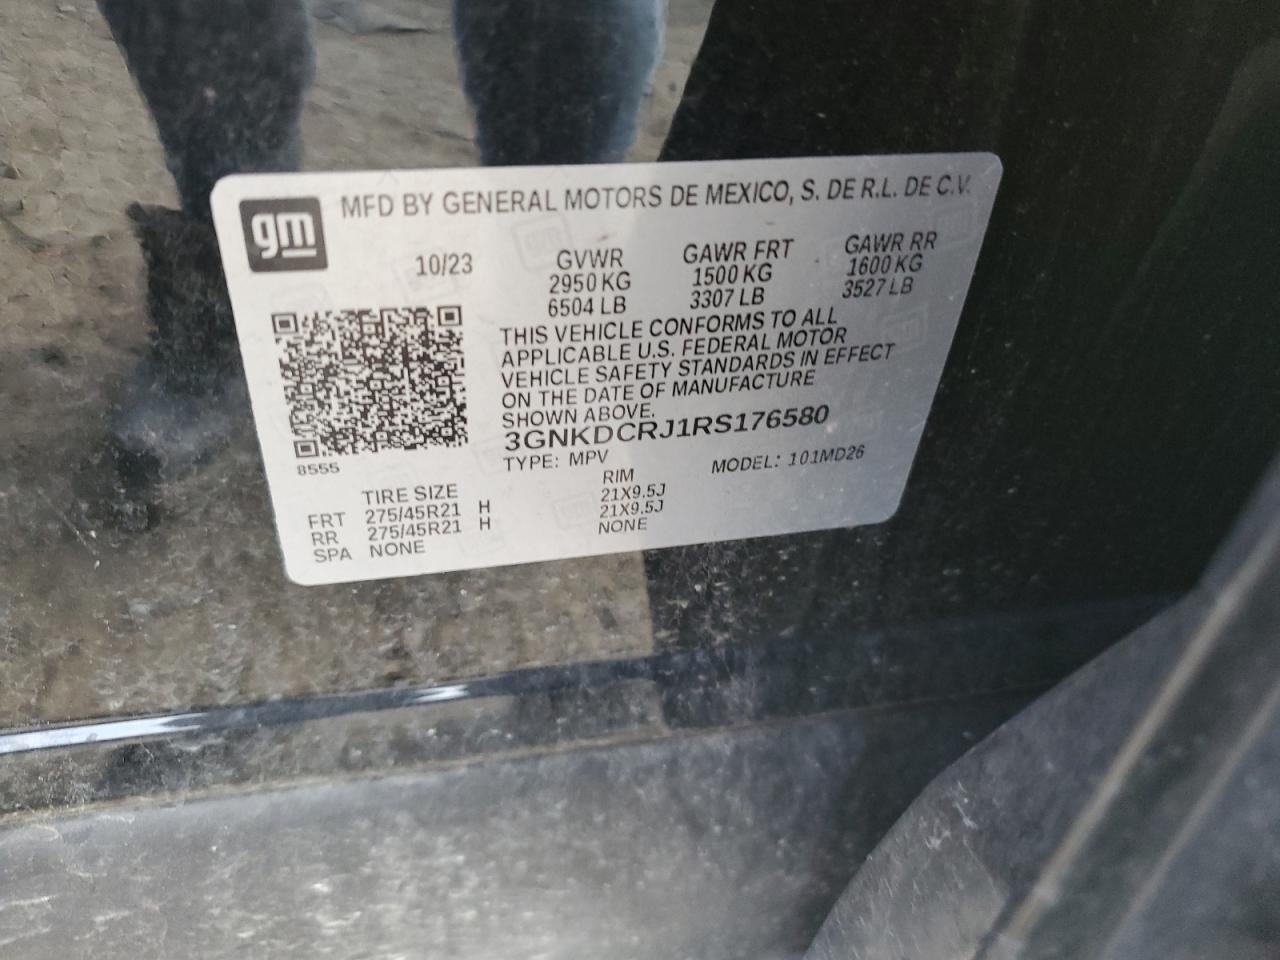 gm
MFD BY GENERAL MOTORS DE MEXICO, S. DE R.L. DE C.V.
10/23
GVWR GAWR FRT GAWR RR
2950 KG 1500 KG 1600 KG
6504 LB 3307 LB 3527 LB
THIS VEHICLE CONFORMS TO ALL
APPLICABLE U.S. FEDERAL MOTOR
VEHICLE SAFETY STANDARDS IN EFFECT
ON THE DATE OF MANUFACTURE
SHOWN ABOVE.
3GNKDCRJ1RS176580
8555
TYPE: MPV MODEL: 101MD26
TIRE SIZE RIM
FRT 275/45R21 H 21X9.5J
RR 275/45R21 H 21X9.5J
SPA NONE NONE